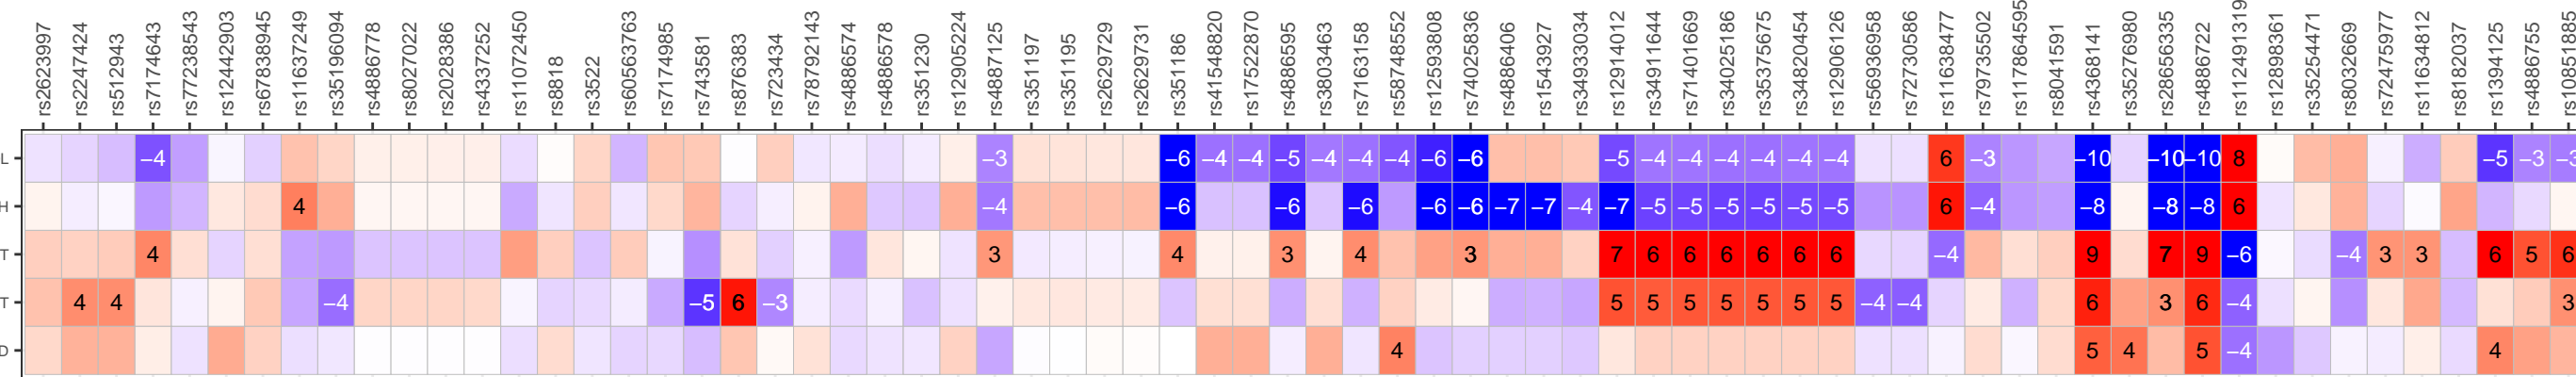 rs2623997 rs2247424 rs5129443 rs71174643 rs77238543 rs12442903 rs67838945 rs11637249 rs35196094 rs4886778 rs8027022 rs2028386 rs4337252 rs11072450 rs8818 rs3522 rs60563763 rs71174985 rs7435581 rs876383 rs723434 rs78792143 rs4886574 rs4886578 rs351230 rs12905224 rs4887125 rs351197 rs351195 rs2629729 rs2629731 rs351186 rs41548820 rs17522870 rs4886595 rs3803463 rs7163158 rs58748552 rs12593808 rs74025836 rs4886406 rs1543927 rs34933034 rs12914012 rs34911644 rs71401669 rs34025186 rs35375675 rs34820454 rs12906126 rs56936958 rs72730586 rs11638477 rs79735502 rs117864595 rs8041591 rs43681141 rs35276980 rs28656335 rs4886722 rs112491319 rs12898361 rs35254471 rs8032669 rs72475977 rs11634812 rs8182037 rs1394125 rs4886755 rs10851885
L −4 −3 −6 −4 −4 −5 −4 −4 −4 −6 −6 −5 −4 −4 −4 −4 −4 −4 6 −3 −10 −10 −10 8 −5 −3 −3
H 4 −4 −6 −6 −6 −6 −6 −7 −7 −4 −7 −5 −5 −5 −5 −5 −5 6 −4 −8 −8 −8 6
T 4 3 4 3 4 3 7 6 6 6 6 6 6 −4 9 7 9 −6 −4 3 3 6 5 6
T 4 4 −4 −5 6 −3 5 5 5 5 5 5 5 −4 −4 6 3 6 −4 3
D 4 5 4 5 −4 4